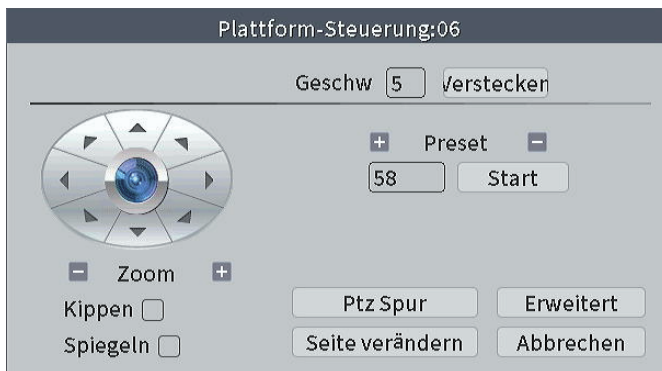 Plattform-Steuerung:06
Geschw 5 Verstecken
+ Preset -
58 Start
- Zoom +
Kippen
Spiegeln
Ptz Spur Erweitert
Seite verändern Abbrechen